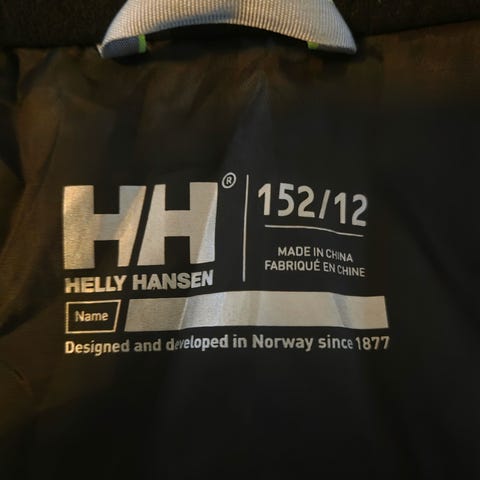 HH®
HELLY HANSEN
152/12
MADE IN CHINA
FABRIQUÉ EN CHINE
Name
Designed and developed in Norway since 1877